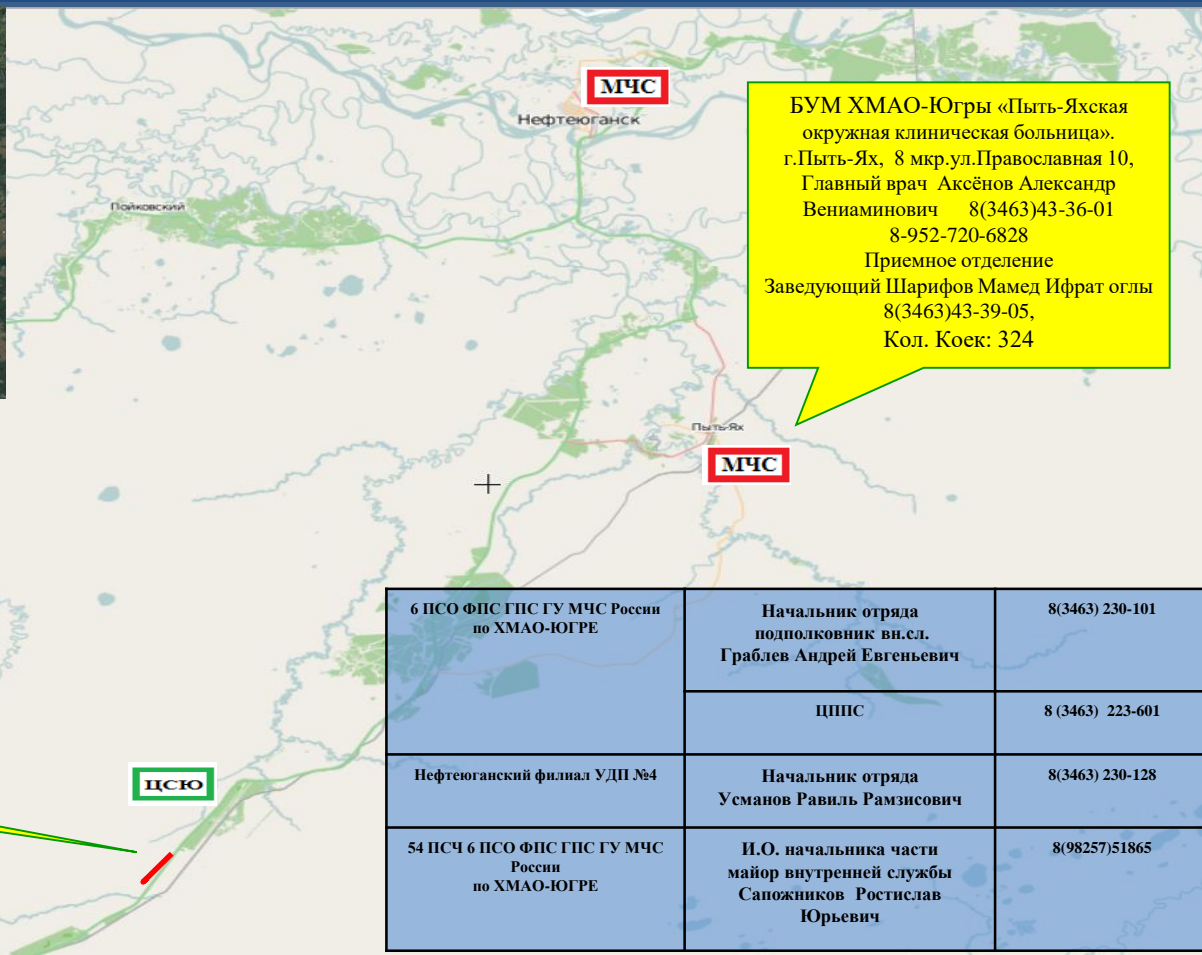 МЧС
Нефтеюганск
Пойковский
БУМ ХМАО-Югры «Пыть-Яхская
окружная клиническая больница».
г.Пыть-Ях, 8 мкр.ул.Православная 10,
Главный врач Аксёнов Александр
Вениаминович 8(3463)43-36-01
8-952-720-6828
Приемное отделение
Заведующий Шарифов Мамед Ифрат оглы
8(3463)43-39-05,
Кол. Коек: 324
Пыть-Ях
МЧС
6 ПСО ФПС ГПС ГУ МЧС России
по ХМАО-ЮГРЕ
Начальник отряда
подполковник вн.сл.
Граблев Андрей Евгеньевич
8(3463) 230-101
ЦППС
8 (3463) 223-601
Нефтеюганский филиал УДП №4
Начальник отряда
Усманов Равиль Рамзисович
8(3463) 230-128
54 ПСЧ 6 ПСО ФПС ГПС ГУ МЧС
России
по ХМАО-ЮГРЕ
И.О. начальника части
майор внутренней службы
Сапожников Ростислав
Юрьевич
8(98257)51865
ЦСЮ